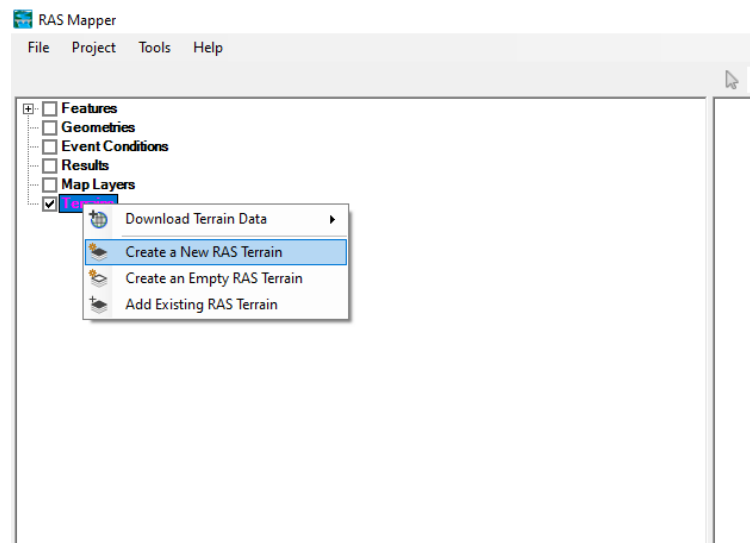 RAS Mapper
File Project Tools Help
Features
Geometries
Event Conditions
Results
Map Layers
Download Terrain Data
Create a New RAS Terrain
Create an Empty RAS Terrain
Add Existing RAS Terrain